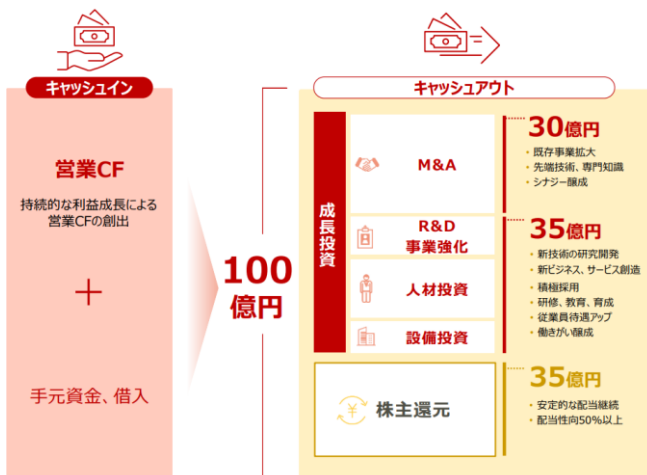 キャッシュイン
営業CF
持続的な利益成長による
営業CFの創出
+
手元資金、借入
100
億円
キャッシュアウト
成長投資
M&A
30億円
・既存事業拡大
・先端技術、専門知識
・シナジー醸成
R&D
事業強化
人材投資
設備投資
35億円
・新技術の研究開発
・新ビジネス、サービス創造
・積極採用
・研修、教育、育成
・従業員待遇アップ
・働きがい醸成
¥
株主還元
35億円
・安定的な配当継続
・配当性向50%以上